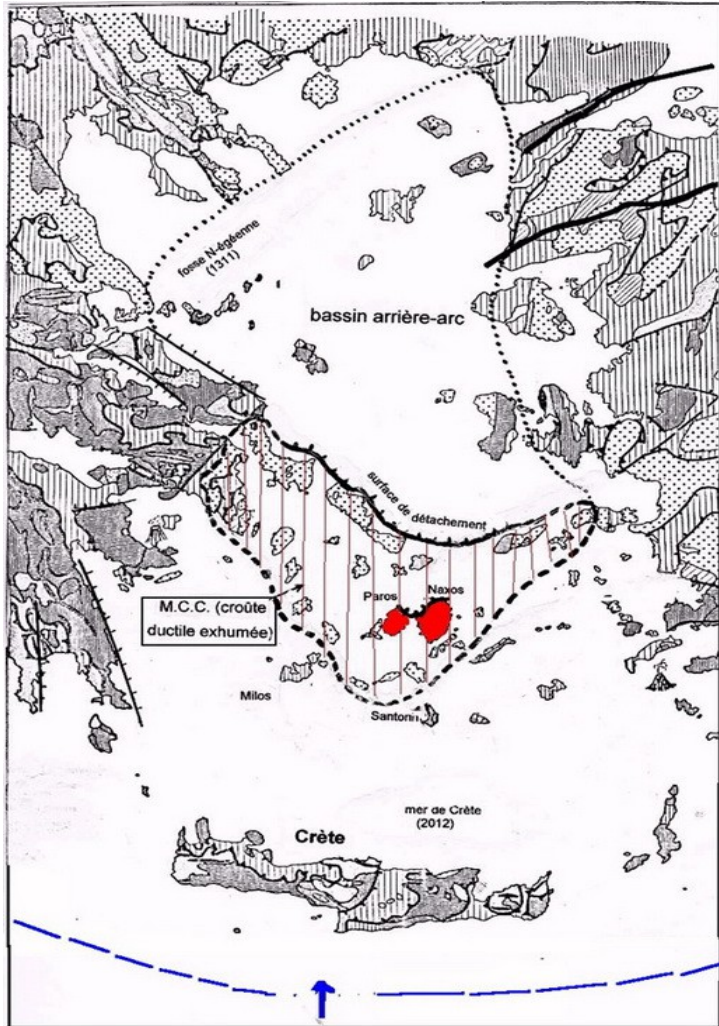 fosse N-égéenne
(1311)
bassin arrière-arc
surface de détachement
M.C.C. (croûte
ductile exhumée)
Paros
Naxos
Milos
Santorin
mer de Crète
(2012)
Crète